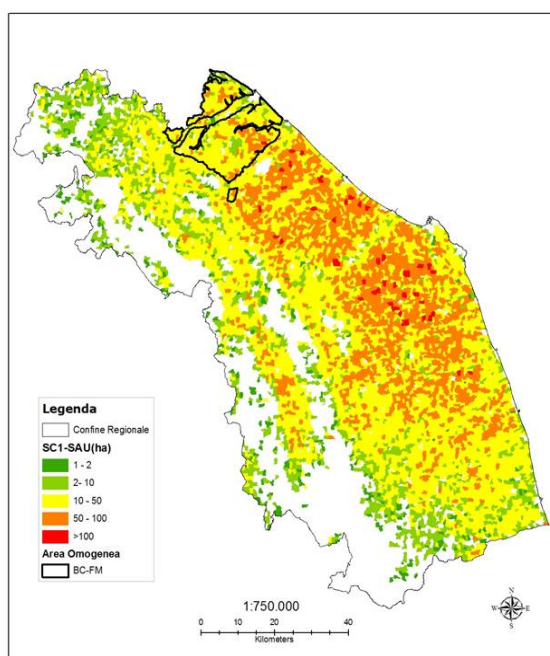 Legenda
Confine Regionale
SC1-SAU(ha)
1 - 2
2- 10
10 - 50
50 - 100
>100
Area Omogenea
BC-FM
1:750.000
0 10 20 40
Kilometers
N
W E
S